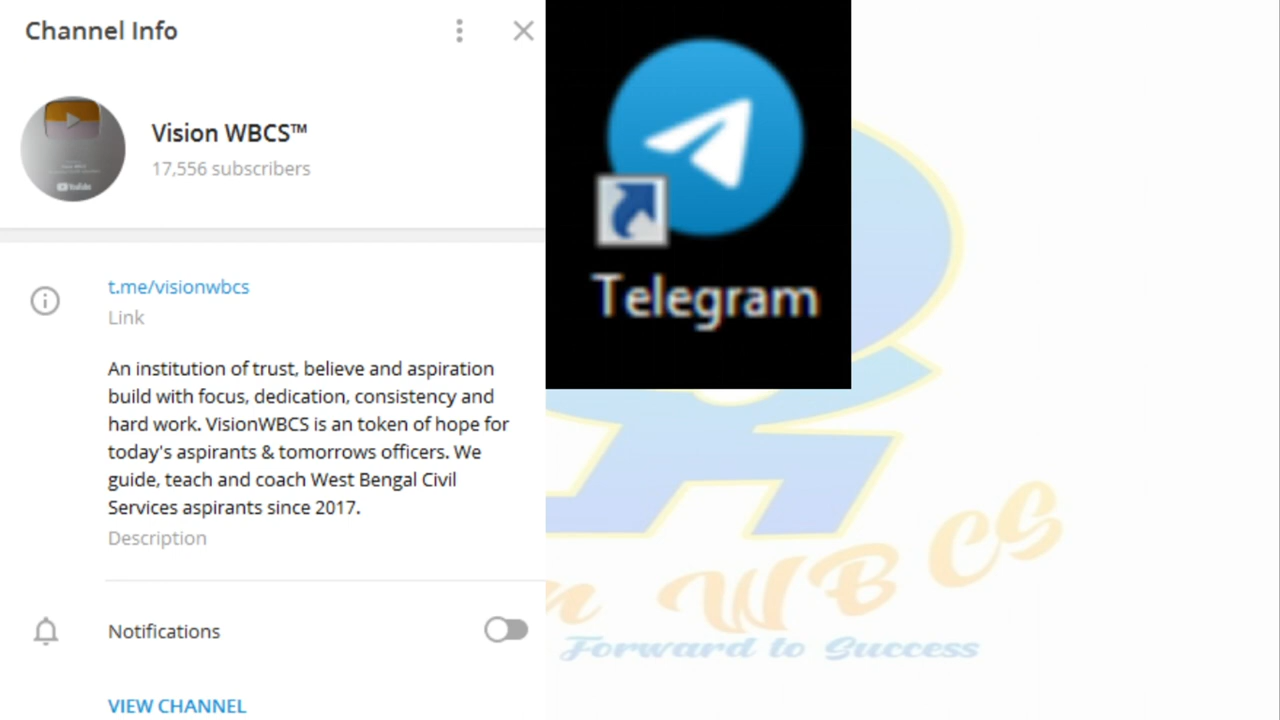 Channel Info
Vision WBCS™
17,556 subscribers
t.me/visionwbcs
Link
An institution of trust, believe and aspiration
build with focus, dedication, consistency and
hard work. VisionWBCS is an token of hope for
today's aspirants & tomorrows officers. We
guide, teach and coach West Bengal Civil
Services aspirants since 2017.
Description
Notifications
VIEW CHANNEL
Telegram
n WBCS
Forward to Success